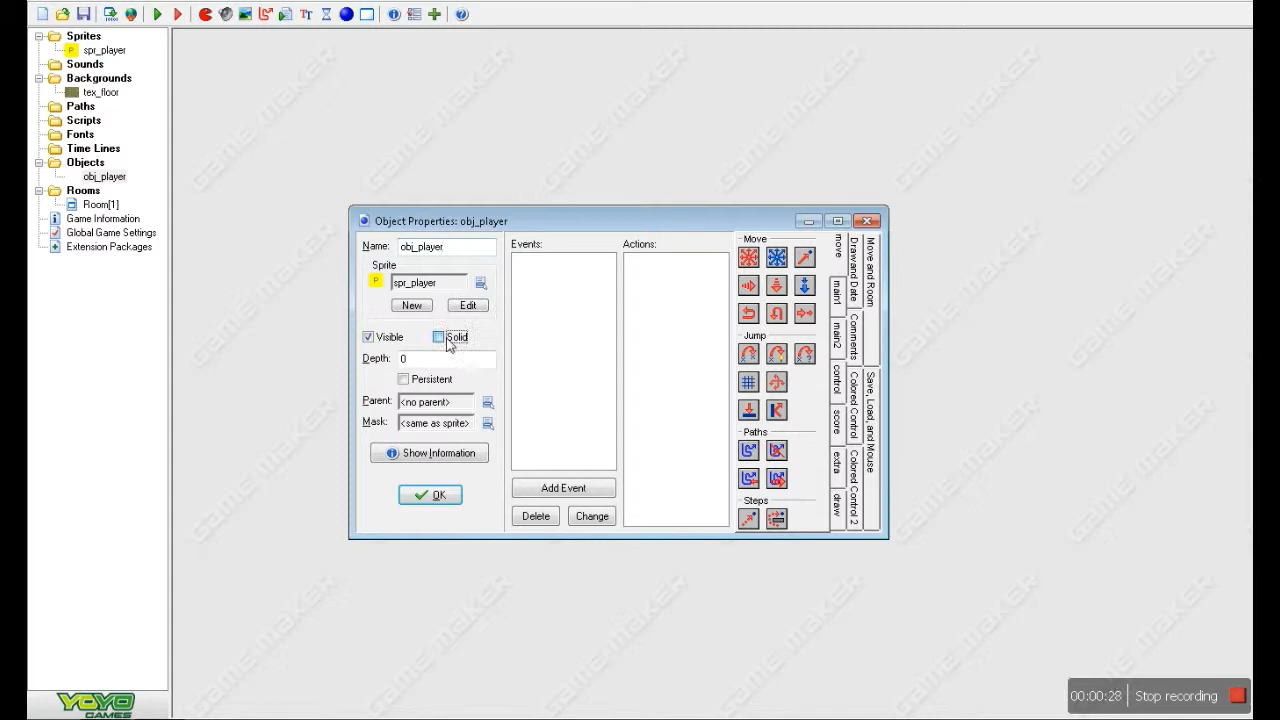 Sprites
spr_player
Sounds
Backgrounds
tex_floor
Paths
Scripts
Fonts
Time Lines
Objects
obj_player
Rooms
Room[1]
Game Information
Global Game Settings
Extension Packages
YOYO
GAMES
Object Properties: obj_player
Name: obj_player
Sprite
spr_player
New Edit
Visible Solid
Depth: 0
Persistent
Parent: <no parent>
Mask: <same as sprite>
Show Information
OK
Events:
Add Event
Delete Change
Actions:
Move
Jump
Paths
Steps
move
main1
main2
control
score
extra
draw
Draw and Date
Comments
Colored Control
Colored Control 2
Move and Room
Save, Load, and Mouse
GAME MAKER
00:00:28 Stop recording